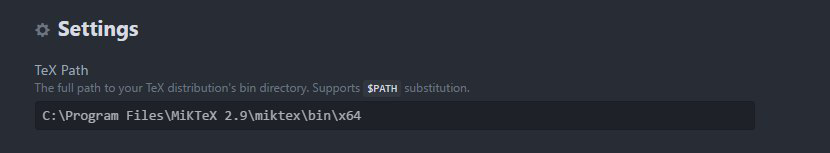 Settings
TeX Path
The full path to your TeX distribution's bin directory. Supports $PATH substitution.
C:\Program Files\MiKTeX 2.9\miktex\bin\x64